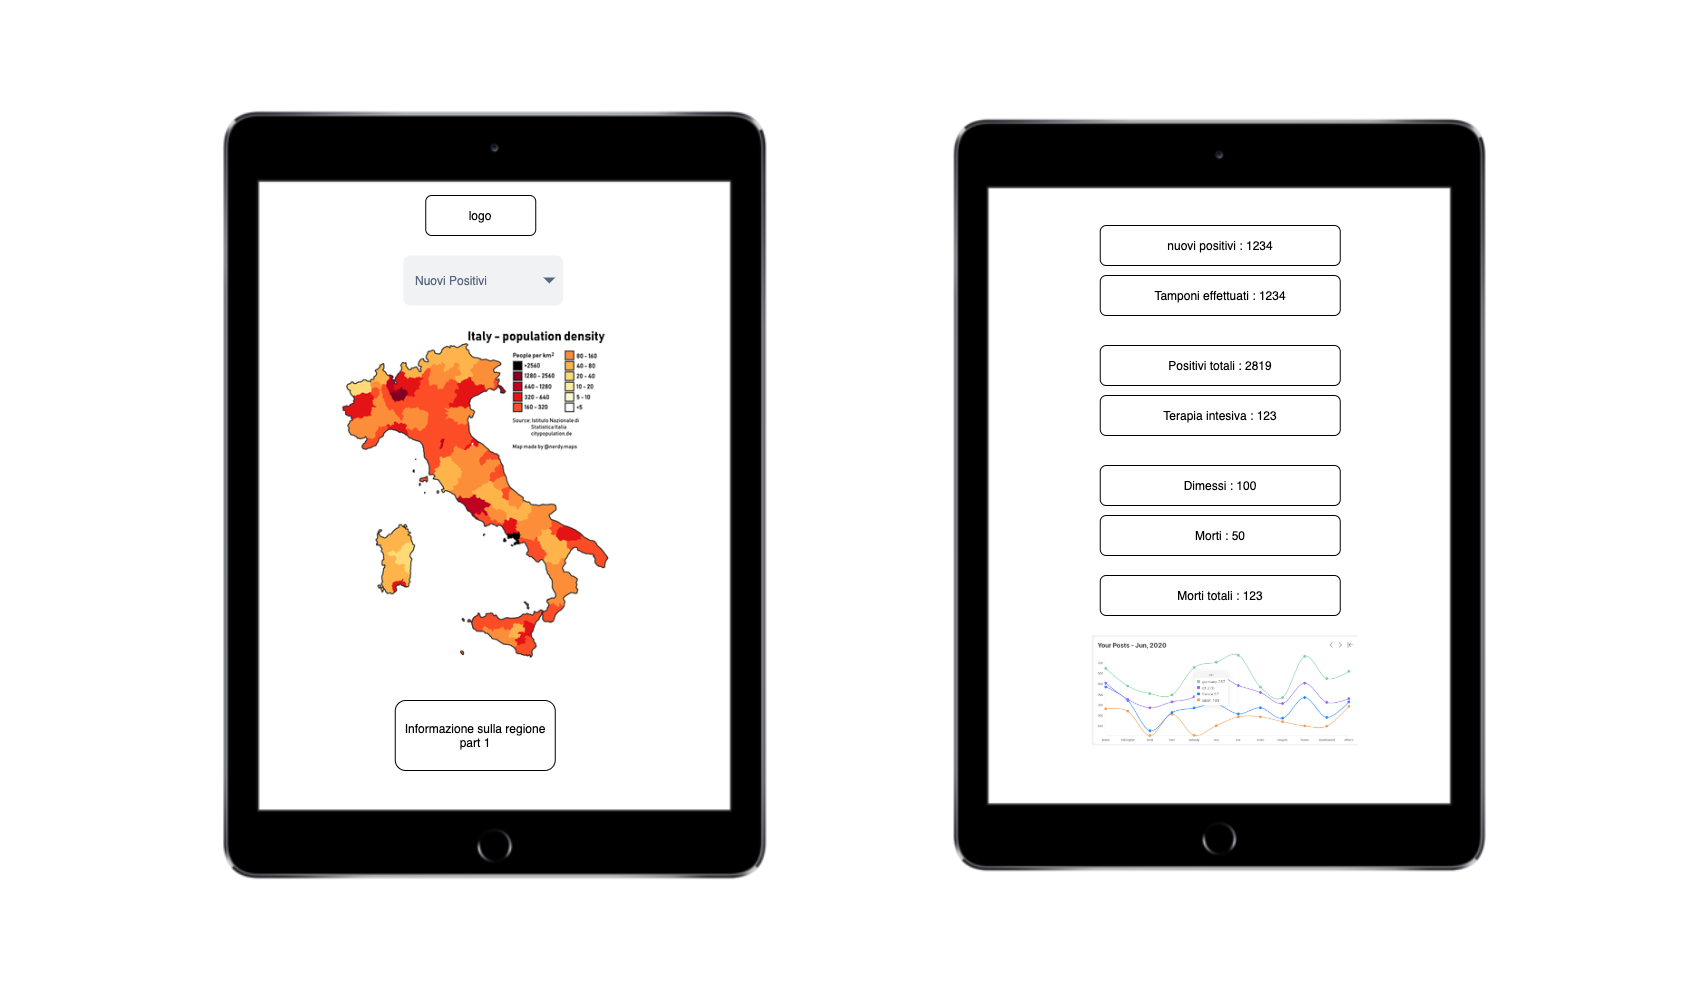 logo
Nuovi Positivi
Italy - population density
People per km²
>2560
1280 - 2560
640 - 1280
320 - 640
160 - 320
80 - 160
40 - 80
20 - 40
10 - 20
5 - 10
<5
Source: Istituto Nazionale di
Statistica Italia
citypopulation.de
Map made by @nerdy.maps
Informazione sulla regione
part 1
nuovi positivi : 1234
Tamponi effettuati : 1234
Positivi totali : 2819
Terapia intesiva : 123
Dimessi : 100
Morti : 50
Morti totali : 123
Your Posts - Jun, 2020